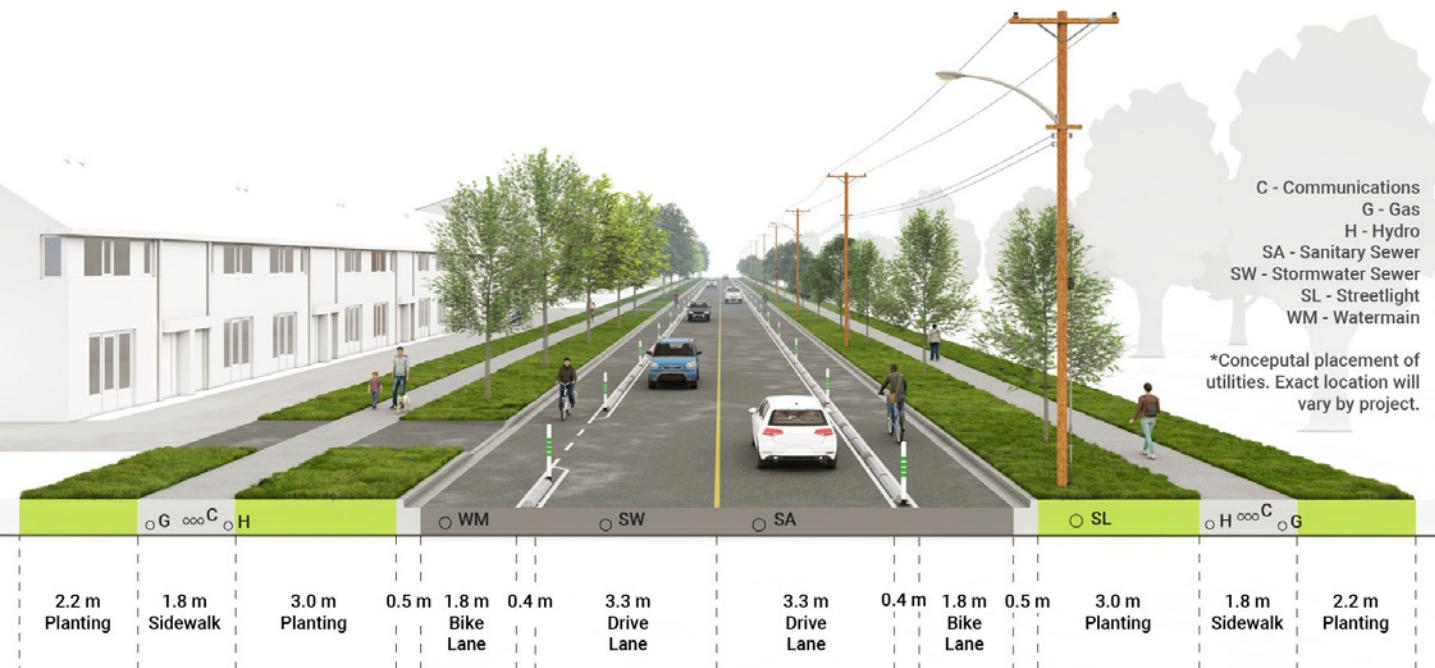 C - Communications
G - Gas
H - Hydro
SA - Sanitary Sewer
SW - Stormwater Sewer
SL - Streetlight
WM - Watermain
*Conceputal placement of
utilities. Exact location will
vary by project.
G C H WM SW SA SL H C G
2.2 m Planting
1.8 m Sidewalk
3.0 m Planting
0.5 m
1.8 m Bike Lane
0.4 m
3.3 m Drive Lane
3.3 m Drive Lane
0.4 m
1.8 m Bike Lane
0.5 m
3.0 m Planting
1.8 m Sidewalk
2.2 m Planting